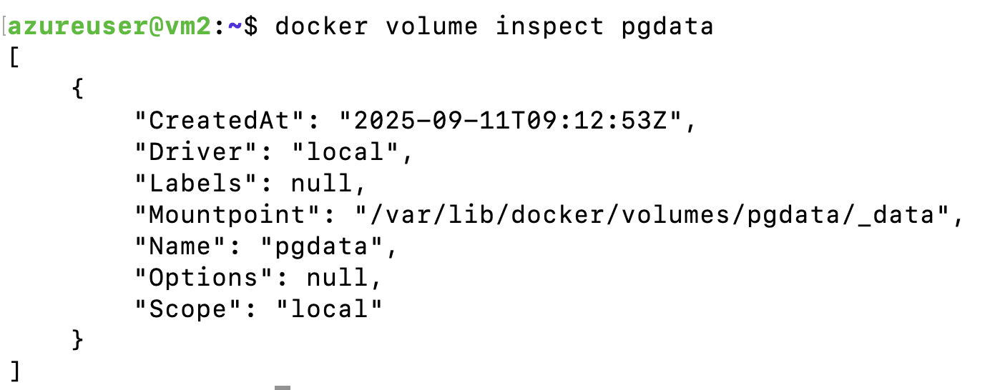 azureuser@vm2:~$ docker volume inspect pgdata
[
    {
        "CreatedAt": "2025-09-11T09:12:53Z",
        "Driver": "local",
        "Labels": null,
        "Mountpoint": "/var/lib/docker/volumes/pgdata/_data",
        "Name": "pgdata",
        "Options": null,
        "Scope": "local"
    }
]